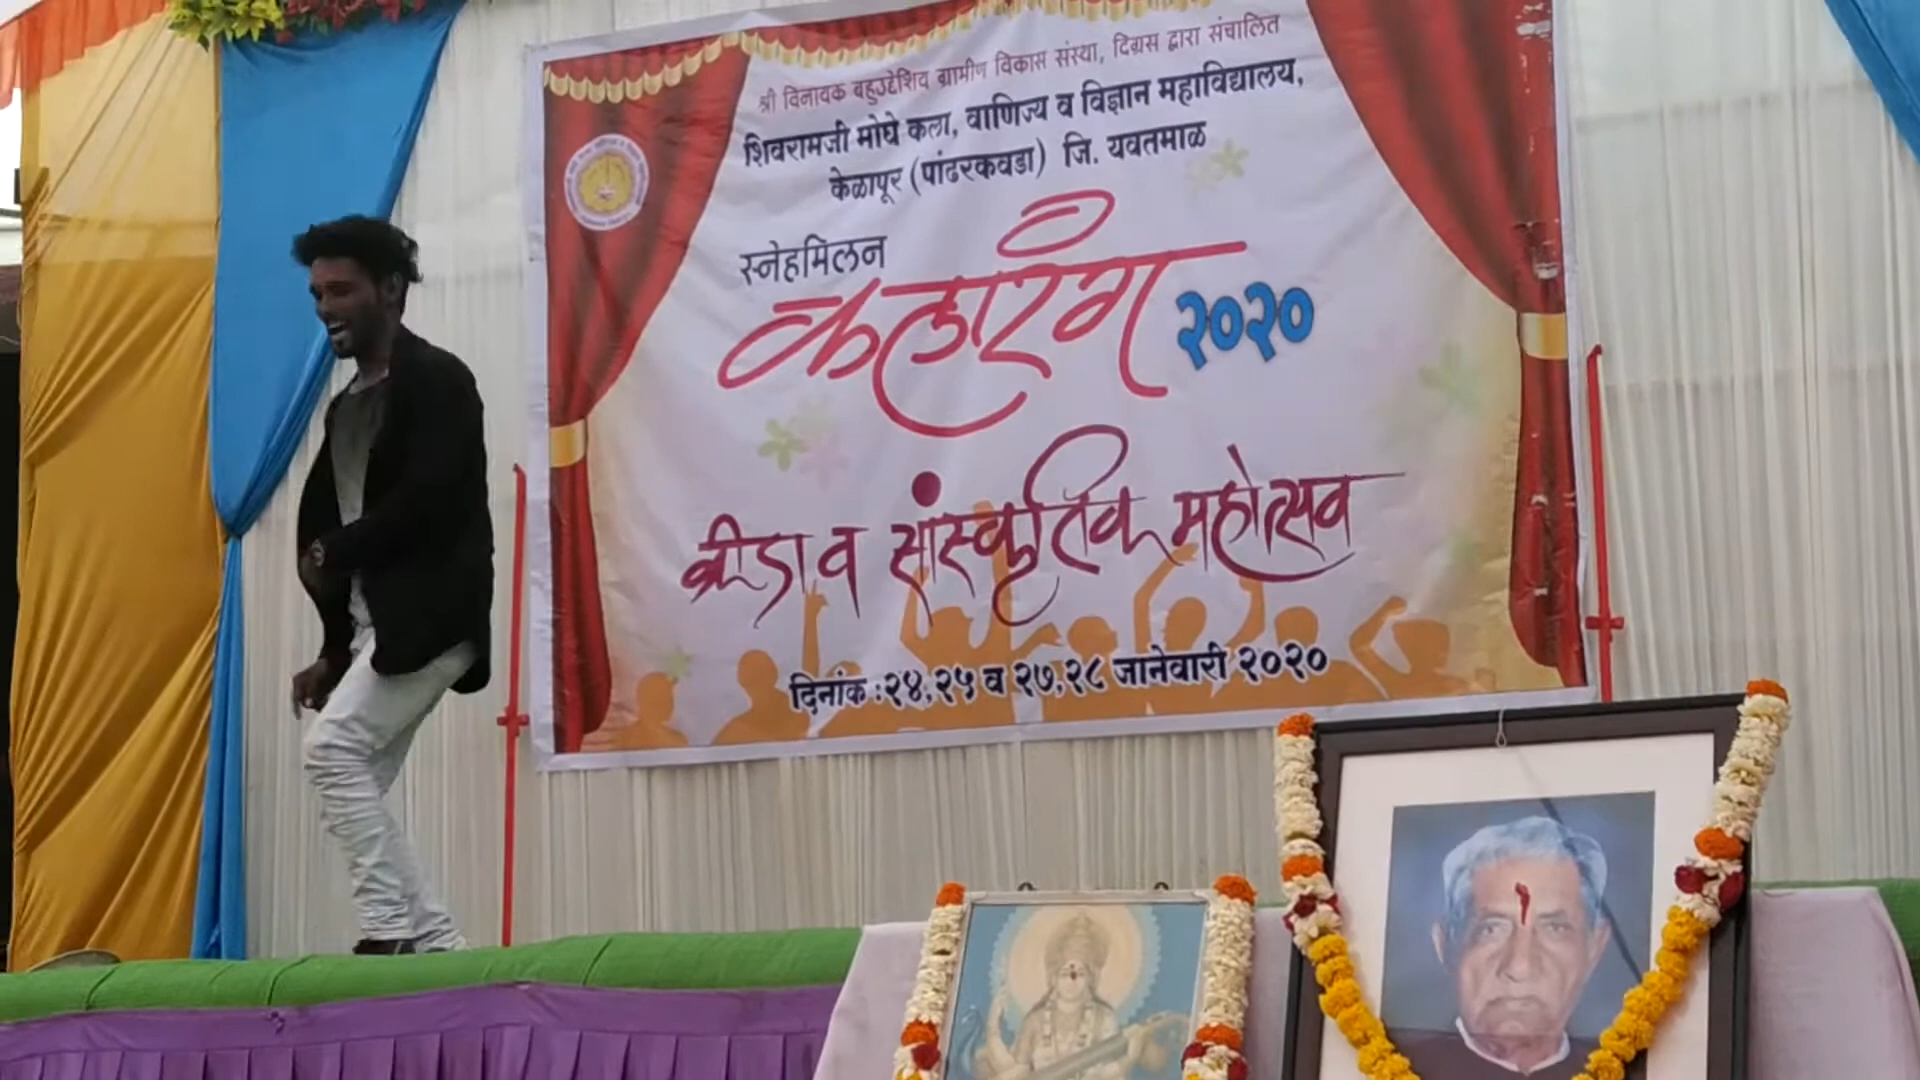 श्री विनायक बहुउद्देशिय ग्रामीण विकास संस्था, दिग्रस द्वारा संचालित
शिवरामजी मोघे कला, वाणिज्य व विज्ञान महाविद्यालय,
केळापूर (पांढरकवडा) जि. यवतमाळ
स्नेहमिलन
कलारंग २०२०
क्रीडा व सांस्कृतिक महोत्सव
दिनांक :२४,२५ व २७,२८ जानेवारी २०२०